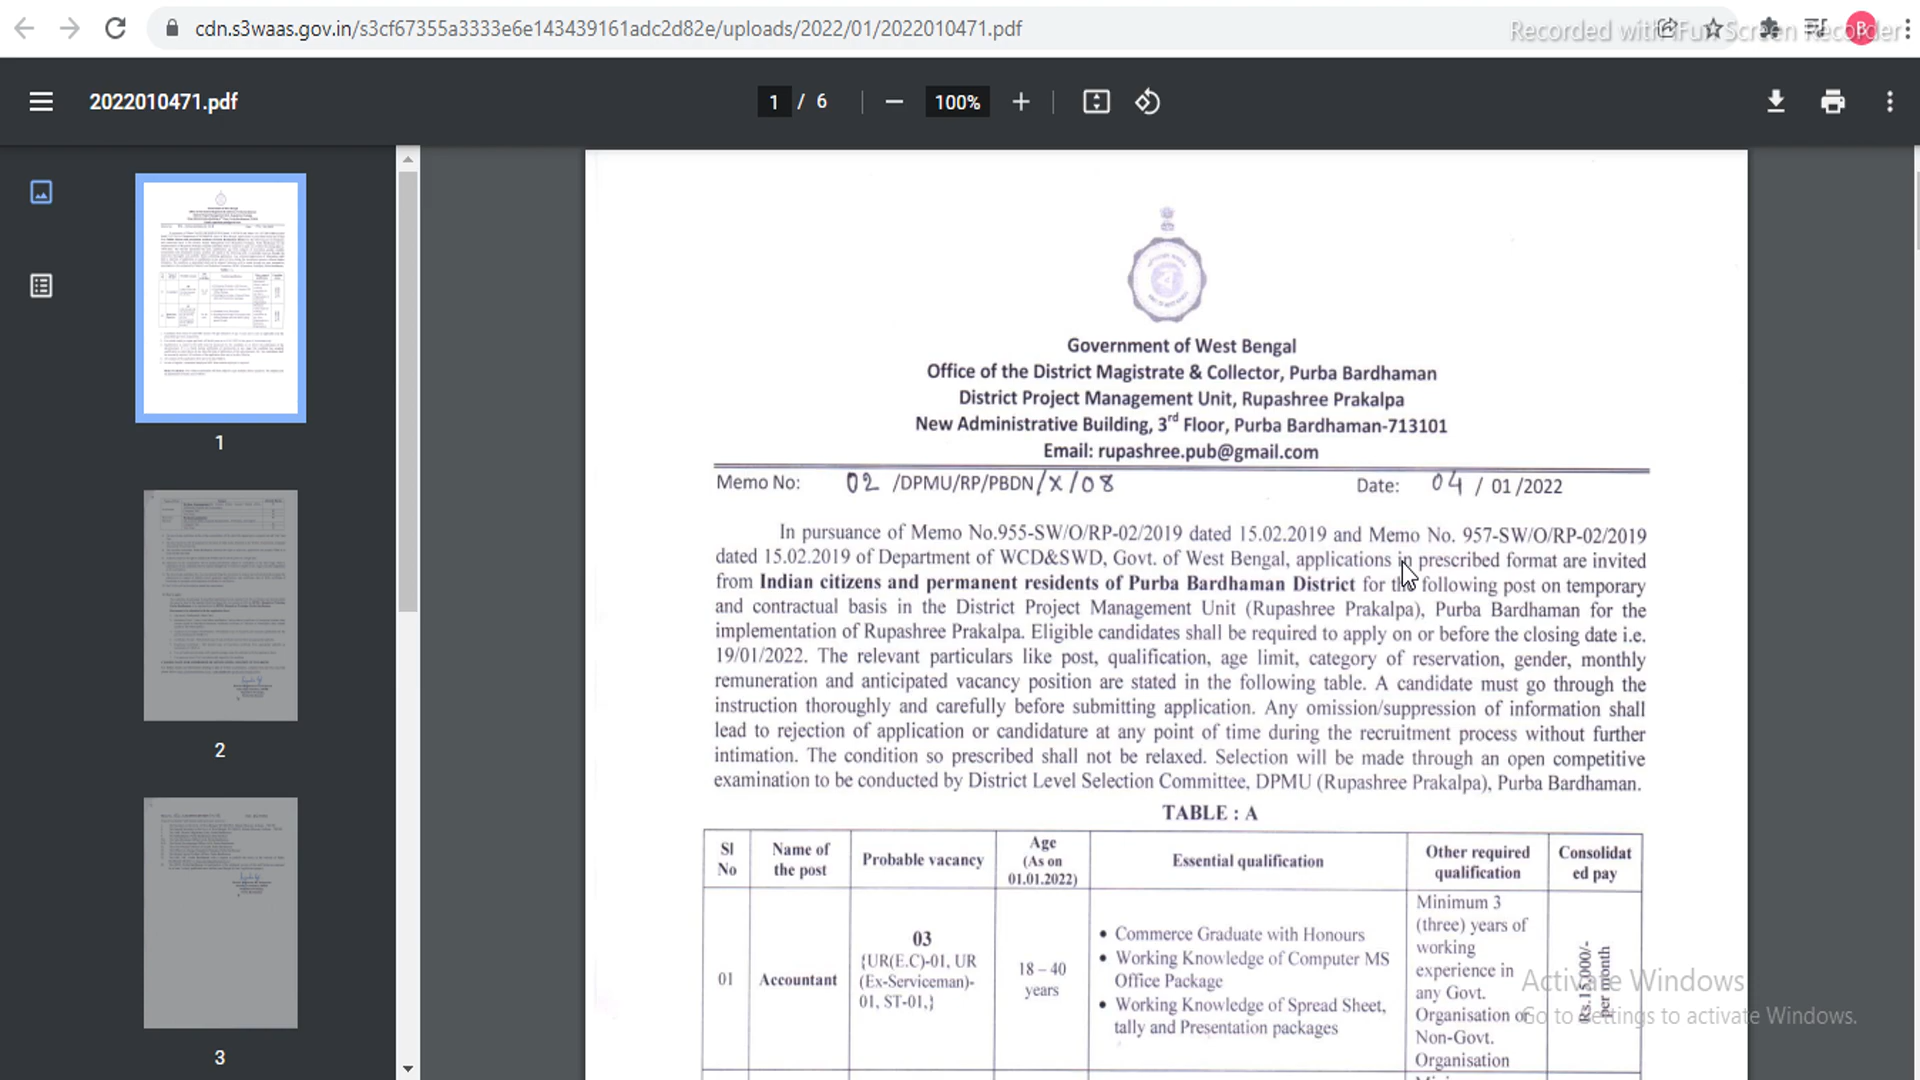 cdn.s3waas.gov.in/s3cf67355a3333e6e143439161adc2d82e/uploads/2022/01/2022010471.pdf
Recorded with iFun Screen Recorder
B
2022010471.pdf
1 / 6
100%
1
2
3
Government of West Bengal
Office of the District Magistrate & Collector, Purba Bardhaman
District Project Management Unit, Rupashree Prakalpa
New Administrative Building, 3rd Floor, Purba Bardhaman-713101
Email: rupashree.pub@gmail.com
Memo No: 02 /DPMU/RP/PBDN/X/08
Date: 04 / 01 /2022
In pursuance of Memo No.955-SW/O/RP-02/2019 dated 15.02.2019 and Memo No. 957-SW/O/RP-02/2019
dated 15.02.2019 of Department of WCD&SWD, Govt. of West Bengal, applications in prescribed format are invited
from Indian citizens and permanent residents of Purba Bardhaman District for the following post on temporary
and contractual basis in the District Project Management Unit (Rupashree Prakalpa), Purba Bardhaman for the
implementation of Rupashree Prakalpa. Eligible candidates shall be required to apply on or before the closing date i.e.
19/01/2022. The relevant particulars like post, qualification, age limit, category of reservation, gender, monthly
remuneration and anticipated vacancy position are stated in the following table. A candidate must go through the
instruction thoroughly and carefully before submitting application. Any omission/suppression of information shall
lead to rejection of application or candidature at any point of time during the recruitment process without further
intimation. The condition so prescribed shall not be relaxed. Selection will be made through an open competitive
examination to be conducted by District Level Selection Committee, DPMU (Rupashree Prakalpa), Purba Bardhaman.
TABLE : A
Sl
No
Name of
the post
Probable vacancy
Age
(As on
01.01.2022)
Essential qualification
Other required
qualification
Consolidat
ed pay
01
Accountant
03
{UR(E.C)-01, UR
(Ex-Serviceman)-
01, ST-01,}
18 – 40
years
• Commerce Graduate with Honours
• Working Knowledge of Computer MS
Office Package
• Working Knowledge of Spread Sheet,
tally and Presentation packages
Minimum 3
(three) years of
working
experience in
any Govt.
Organisation or
Non-Govt.
Organisation
Rs.15,000/-
per month
Activate Windows
Go to Settings to activate Windows.